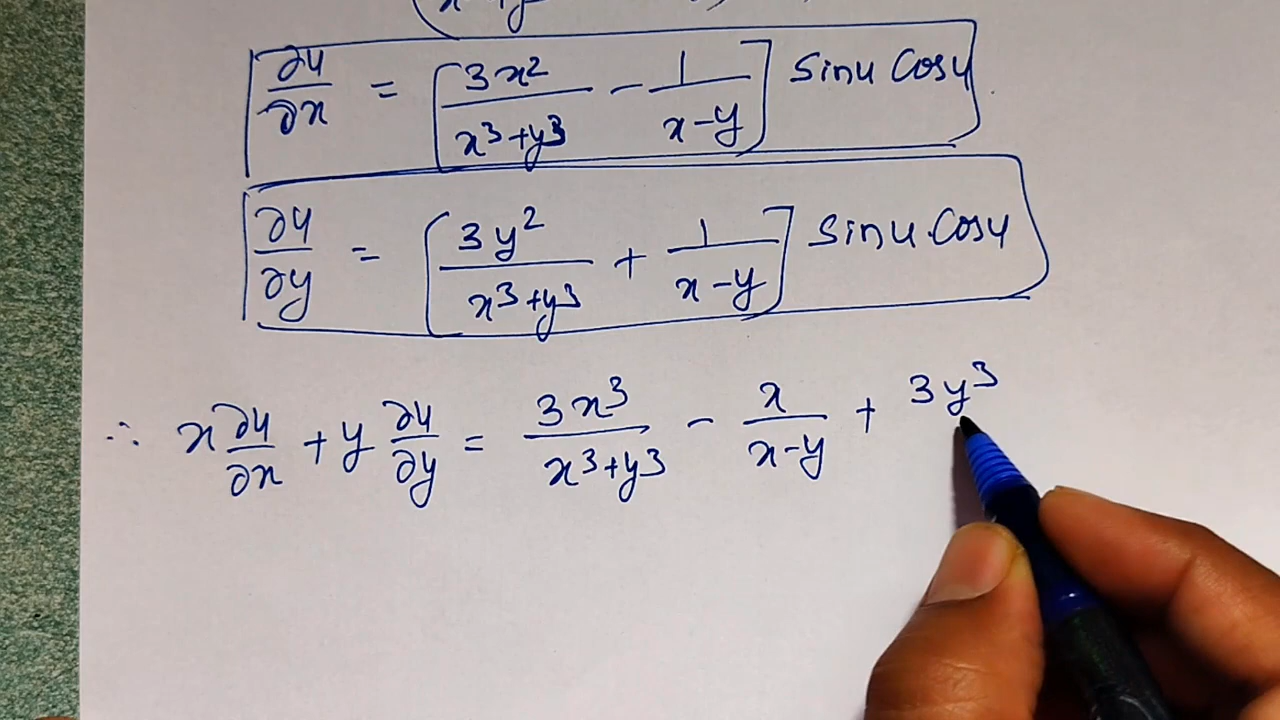 ∂u/∂x = [3x²/(x³+y³) − 1/(x−y)] sinu cosu
∂u/∂y = [3y²/(x³+y³) + 1/(x−y)] sinu.cosu
∴ x ∂u/∂x + y ∂u/∂y = 3x³/(x³+y³) − x/(x−y) + 3y³